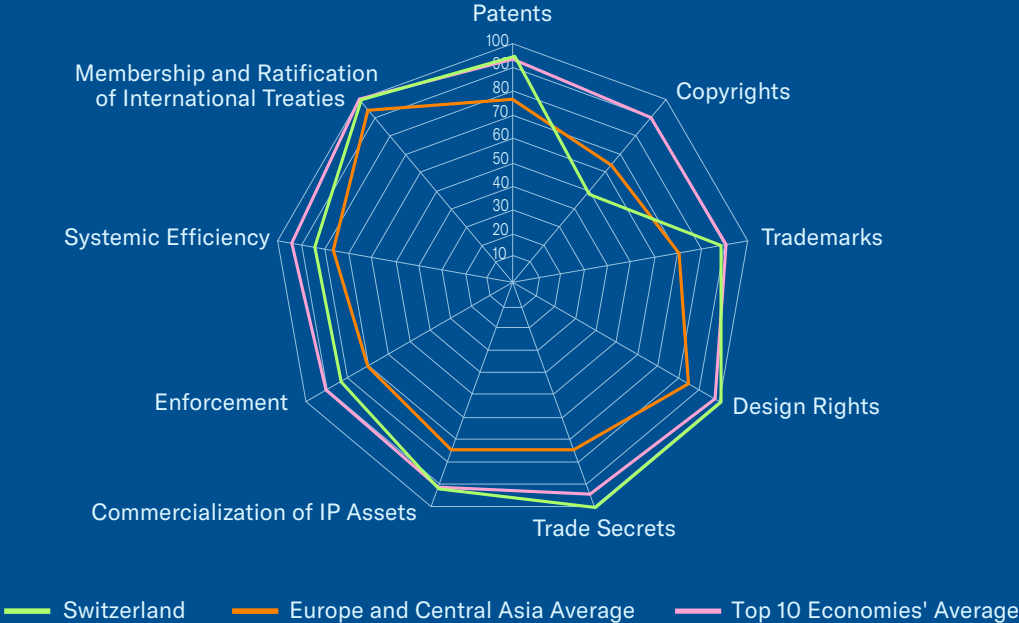 Patents
100
90
80
70
60
50
40
30
20
10
Membership and Ratification
of International Treaties
Copyrights
Systemic Efficiency
Trademarks
Enforcement
Design Rights
Commercialization of IP Assets
Trade Secrets
Switzerland
Europe and Central Asia Average
Top 10 Economies' Average